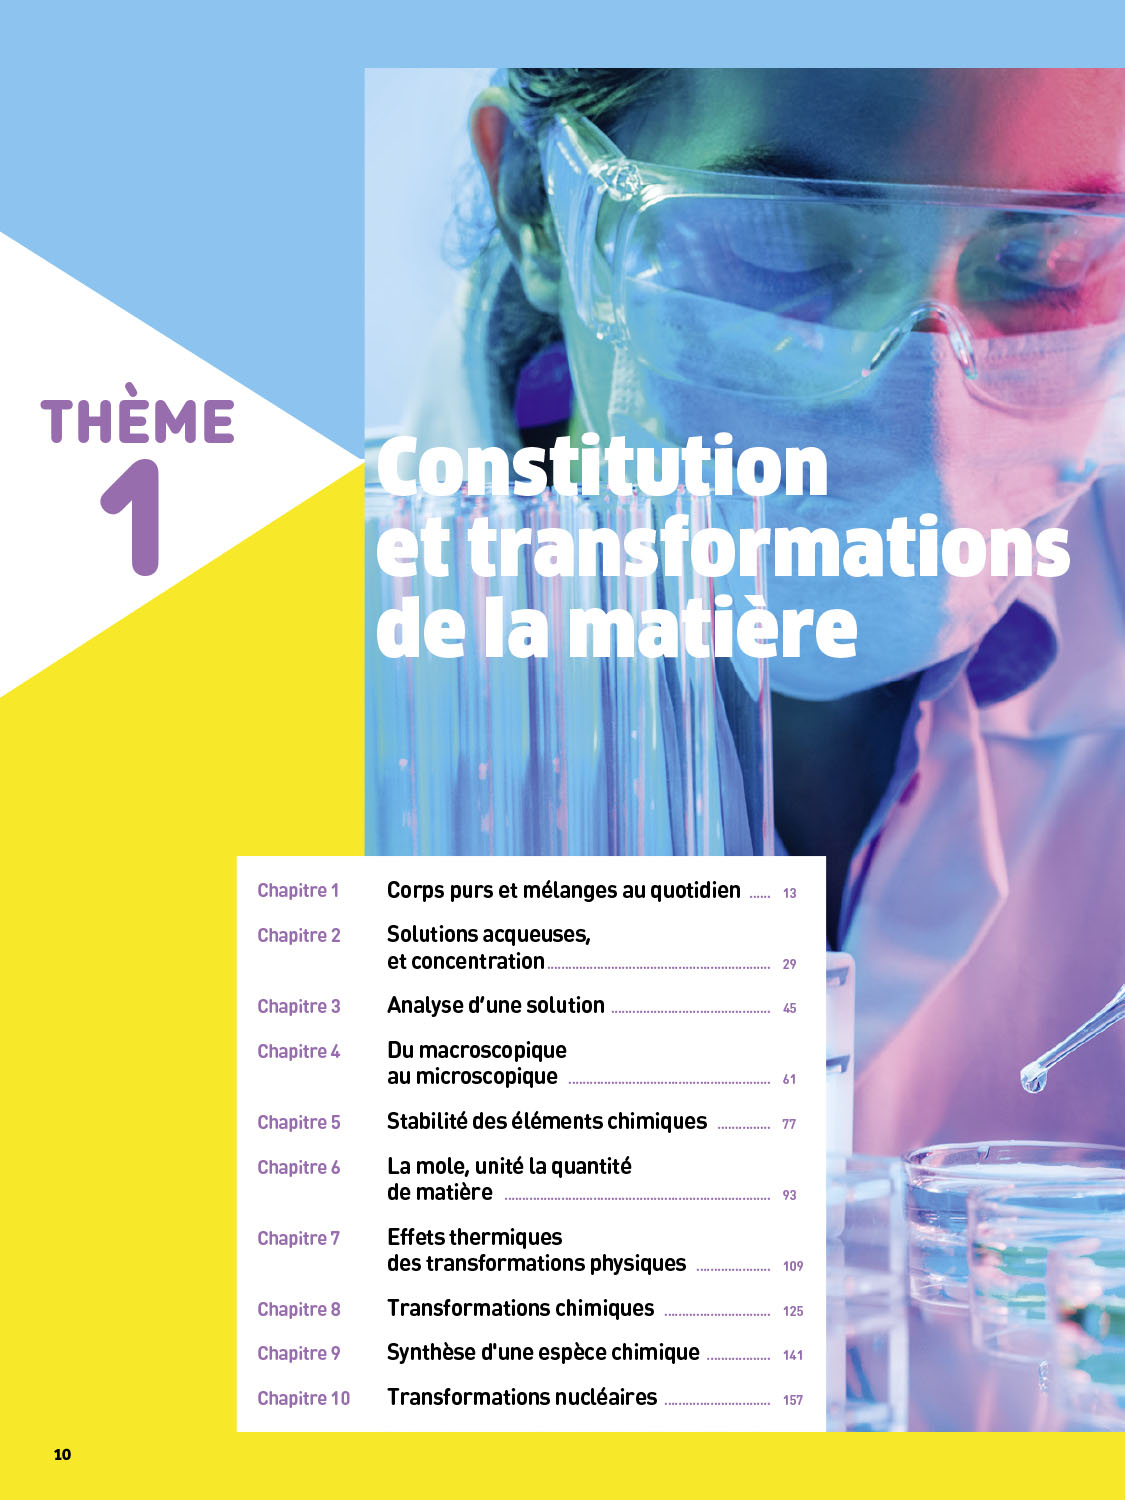 THÈME
1
Constitution
et transformations
de la matière
Chapitre 1 Corps purs et mélanges au quotidien ...... 13
Chapitre 2 Solutions acqueuses,
et concentration ...... 29
Chapitre 3 Analyse d’une solution ...... 45
Chapitre 4 Du macroscopique
au microscopique ...... 61
Chapitre 5 Stabilité des éléments chimiques ...... 77
Chapitre 6 La mole, unité la quantité
de matière ...... 93
Chapitre 7 Effets thermiques
des transformations physiques ...... 109
Chapitre 8 Transformations chimiques ...... 125
Chapitre 9 Synthèse d'une espèce chimique ...... 141
Chapitre 10 Transformations nucléaires ...... 157
10